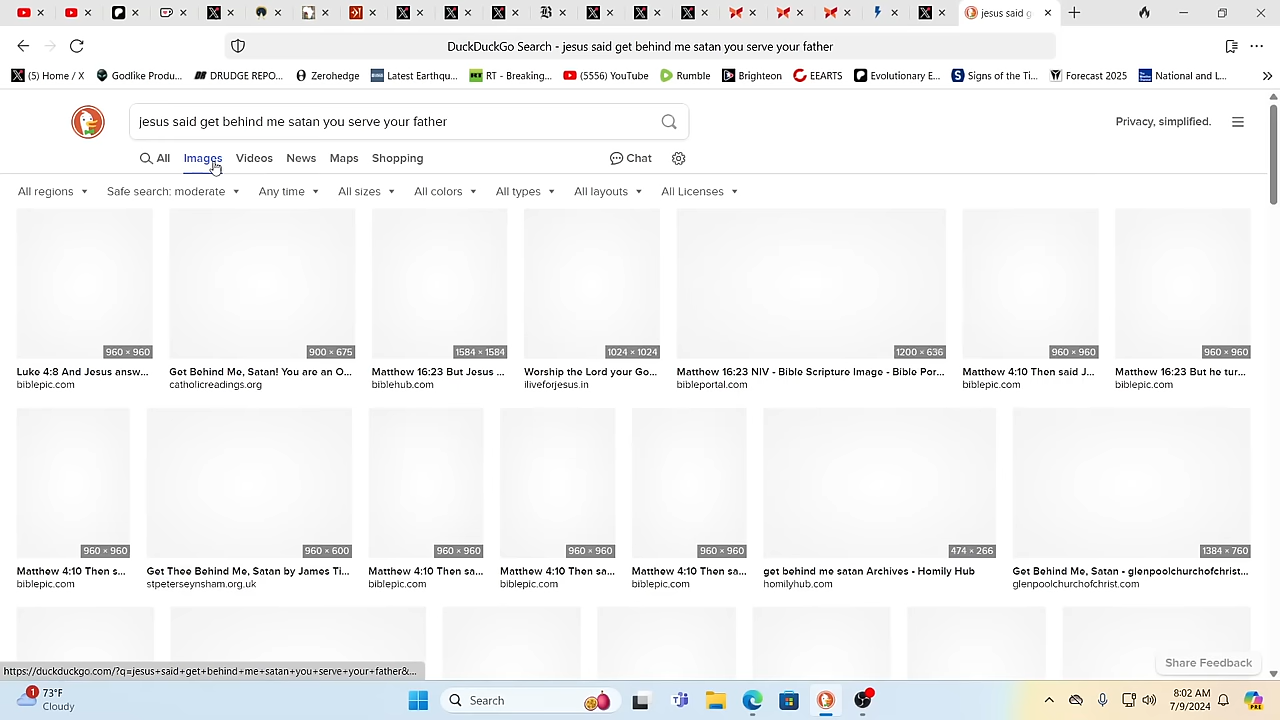 jesus said g
DuckDuckGo Search - jesus said get behind me satan you serve your father
(5) Home / X
Godlike Produ...
DRUDGE REPO...
Zerohedge
Latest Earthqu...
RT - Breaking...
(5556) YouTube
Rumble
Brighteon
EEARTS
Evolutionary E...
Signs of the Ti...
Forecast 2025
National and L...
jesus said get behind me satan you serve your father
Privacy, simplified.
All
Images
Videos
News
Maps
Shopping
Chat
All regions
Safe search: moderate
Any time
All sizes
All colors
All types
All layouts
All Licenses
960 × 960
900 × 675
1584 × 1584
1024 × 1024
1200 × 636
960 × 960
960 × 960
Luke 4:8 And Jesus answ...
biblepic.com
Get Behind Me, Satan! You are an O...
catholicreadings.org
Matthew 16:23 But Jesus ...
biblehub.com
Worship the Lord your Go...
iliveforjesus.in
Matthew 16:23 NIV - Bible Scripture Image - Bible Por...
bibleportal.com
Matthew 4:10 Then said J...
biblepic.com
Matthew 16:23 But he tur...
biblepic.com
960 × 960
960 × 600
960 × 960
960 × 960
960 × 960
474 × 266
1384 × 760
Matthew 4:10 Then s...
biblepic.com
Get Thee Behind Me, Satan by James Ti...
stpetereynsham.org.uk
Matthew 4:10 Then sa...
biblepic.com
Matthew 4:10 Then sa...
biblepic.com
Matthew 4:10 Then sa...
biblepic.com
get behind me satan Archives - Homily Hub
homilyhub.com
Get Behind Me, Satan - glenpoolchurchofchrist...
glenpoolchurchofchrist.com
Share Feedback
https://duckduckgo.com/?q=jesus+said+get+behind+me+satan+you+serve+your+father&...
1
73°F
Cloudy
Search
8:02 AM
7/9/2024